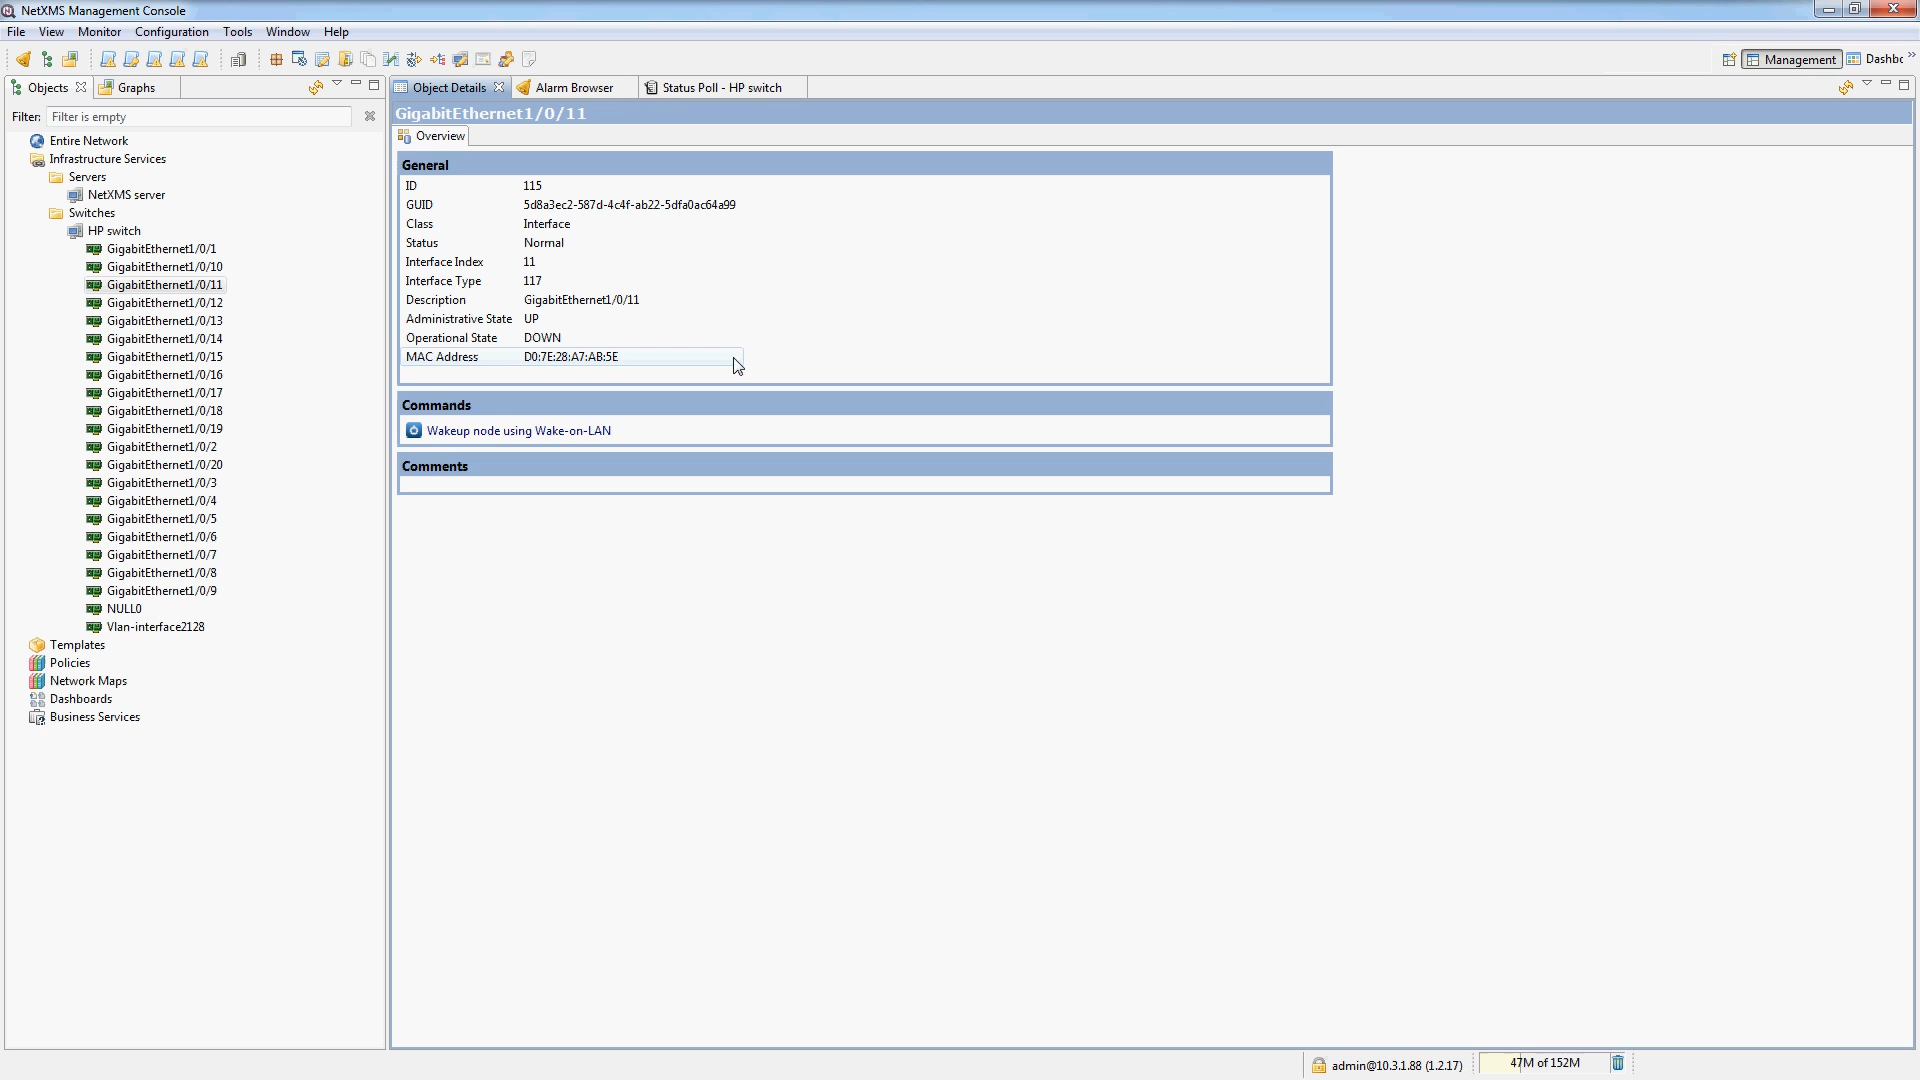 NetXMS Management Console
File View Monitor Configuration Tools Window Help
Management Dashbc »
Objects Graphs
Filter: Filter is empty
Entire Network
Infrastructure Services
Servers
NetXMS server
Switches
HP switch
GigabitEthernet1/0/1
GigabitEthernet1/0/10
GigabitEthernet1/0/11
GigabitEthernet1/0/12
GigabitEthernet1/0/13
GigabitEthernet1/0/14
GigabitEthernet1/0/15
GigabitEthernet1/0/16
GigabitEthernet1/0/17
GigabitEthernet1/0/18
GigabitEthernet1/0/19
GigabitEthernet1/0/2
GigabitEthernet1/0/20
GigabitEthernet1/0/3
GigabitEthernet1/0/4
GigabitEthernet1/0/5
GigabitEthernet1/0/6
GigabitEthernet1/0/7
GigabitEthernet1/0/8
GigabitEthernet1/0/9
NULL0
Vlan-interface2128
Templates
Policies
Network Maps
Dashboards
Business Services
Object Details Alarm Browser Status Poll - HP switch
GigabitEthernet1/0/11
Overview
General
ID 115
GUID 5d8a3ec2-587d-4c4f-ab22-5dfa0ac64a99
Class Interface
Status Normal
Interface Index 11
Interface Type 117
Description GigabitEthernet1/0/11
Administrative State UP
Operational State DOWN
MAC Address D0:7E:28:A7:AB:5E
Commands
Wakeup node using Wake-on-LAN
Comments
admin@10.3.1.88 (1.2.17) 47M of 152M